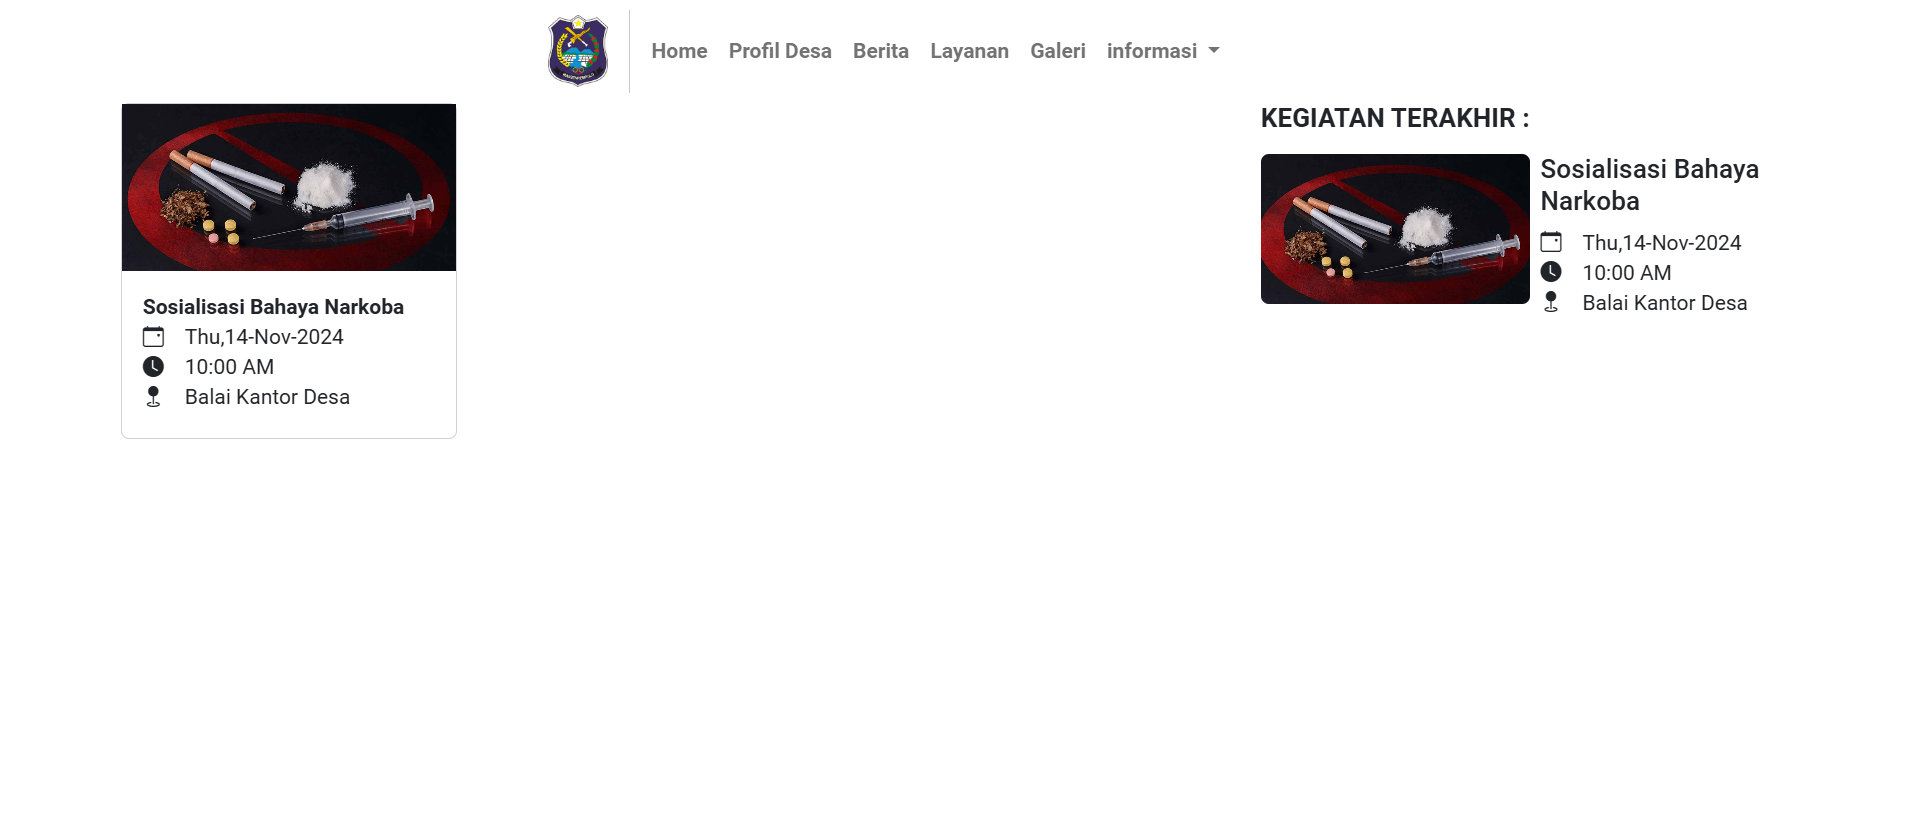 Home Profil Desa Berita Layanan Galeri informasi
Sosialisasi Bahaya Narkoba
Thu,14-Nov-2024
10:00 AM
Balai Kantor Desa
KEGIATAN TERAKHIR :
Sosialisasi Bahaya
Narkoba
Thu,14-Nov-2024
10:00 AM
Balai Kantor Desa